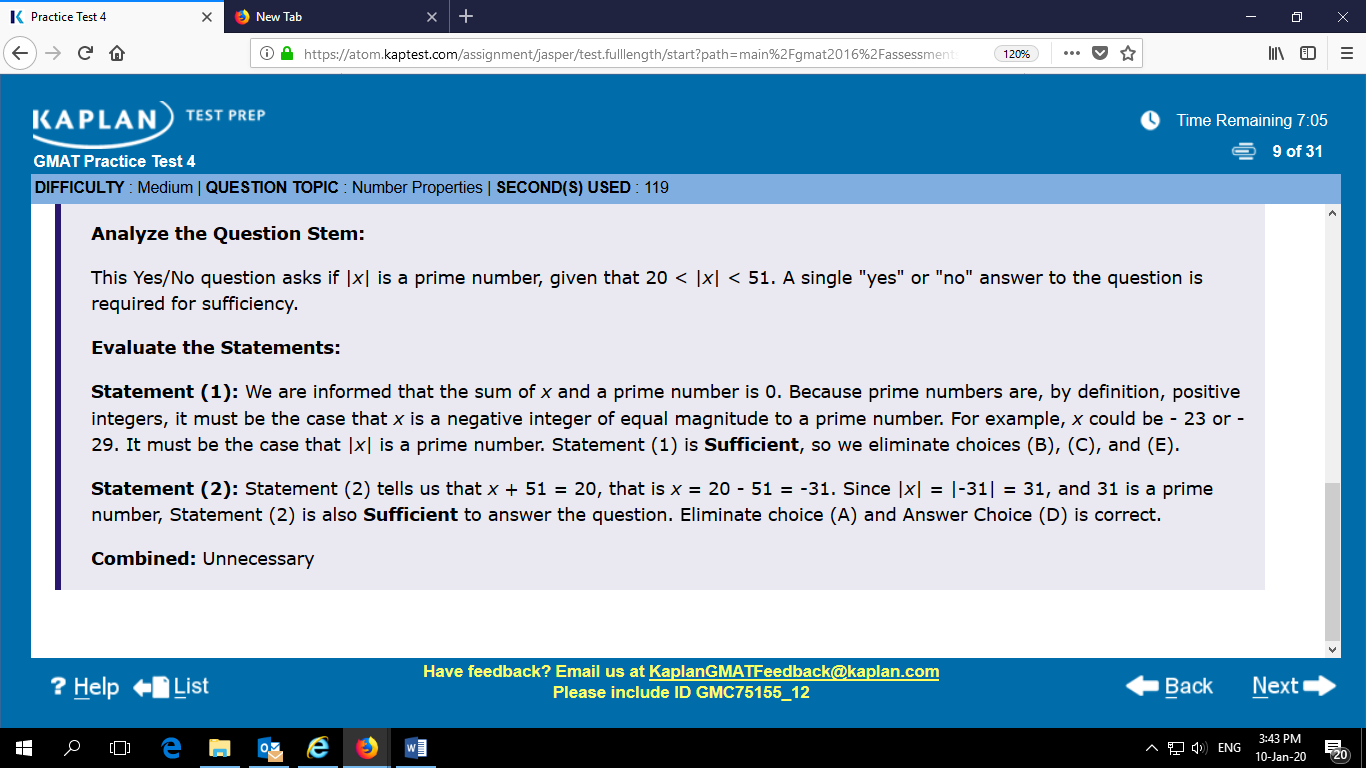 Practice Test 4
New Tab
https://atom.kaptest.com/assignment/jasper/test.fulllength/start?path=main%2Fgmat2016%2Fassessment
120%
KAPLAN TEST PREP
Time Remaining 7:05
GMAT Practice Test 4
9 of 31
DIFFICULTY : Medium | QUESTION TOPIC : Number Properties | SECOND(S) USED : 119
Analyze the Question Stem:
This Yes/No question asks if |x| is a prime number, given that 20 < |x| < 51. A single "yes" or "no" answer to the question is
required for sufficiency.
Evaluate the Statements:
Statement (1): We are informed that the sum of x and a prime number is 0. Because prime numbers are, by definition, positive
integers, it must be the case that x is a negative integer of equal magnitude to a prime number. For example, x could be - 23 or -
29. It must be the case that |x| is a prime number. Statement (1) is Sufficient, so we eliminate choices (B), (C), and (E).
Statement (2): Statement (2) tells us that x + 51 = 20, that is x = 20 - 51 = -31. Since |x| = |-31| = 31, and 31 is a prime
number, Statement (2) is also Sufficient to answer the question. Eliminate choice (A) and Answer Choice (D) is correct.
Combined: Unnecessary
Have feedback? Email us at KaplanGMATFeedback@kaplan.com
Please include ID GMC75155_12
? Help List
Back Next
3:43 PM
ENG
10-Jan-20
20